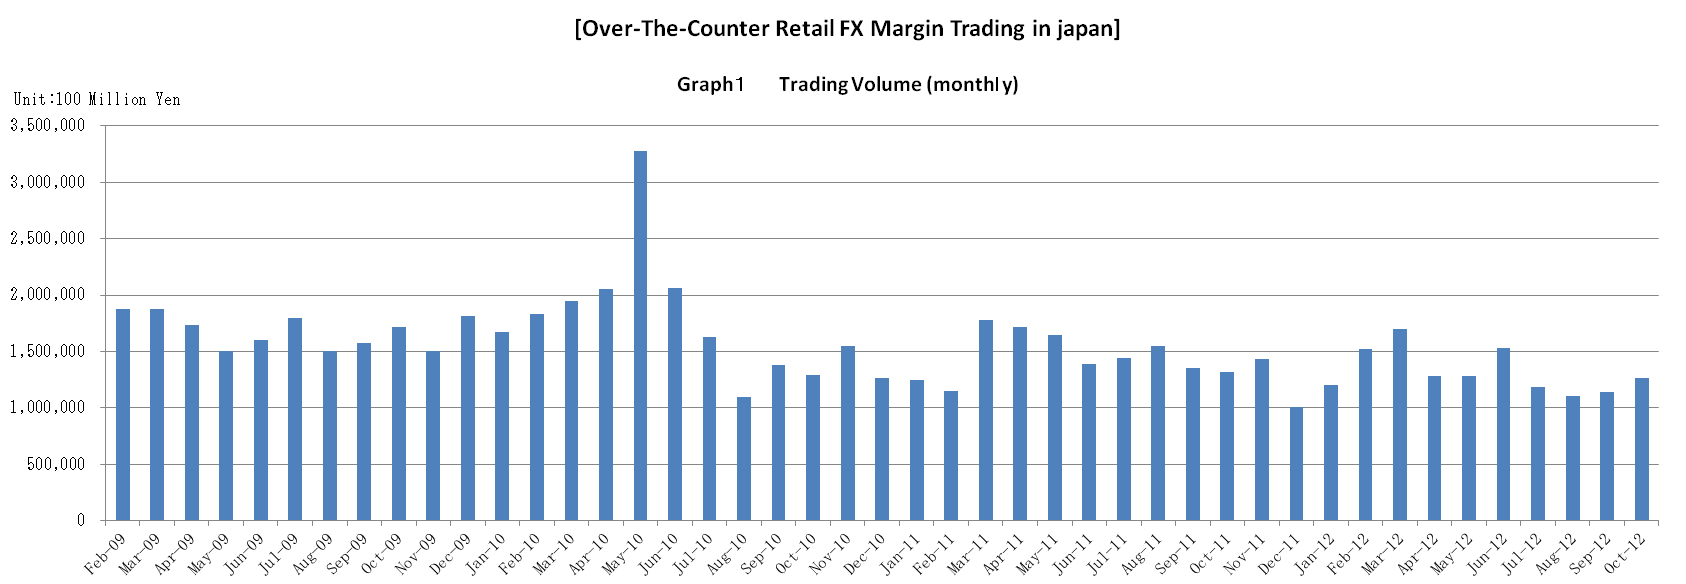 [Over-The-Counter Retail FX Margin Trading in japan]
Graph1 Trading Volume (monthly)
Unit:100 Million Yen
3,500,000
3,000,000
2,500,000
2,000,000
1,500,000
1,000,000
500,000
0
Feb-09 Mar-09 Apr-09 May-09 Jun-09 Jul-09 Aug-09 Sep-09 Oct-09 Nov-09 Dec-09 Jan-10 Feb-10 Mar-10 Apr-10 May-10 Jun-10 Jul-10 Aug-10 Sep-10 Oct-10 Nov-10 Dec-10 Jan-11 Feb-11 Mar-11 Apr-11 May-11 Jun-11 Jul-11 Aug-11 Sep-11 Oct-11 Nov-11 Dec-11 Jan-12 Feb-12 Mar-12 Apr-12 May-12 Jun-12 Jul-12 Aug-12 Sep-12 Oct-12